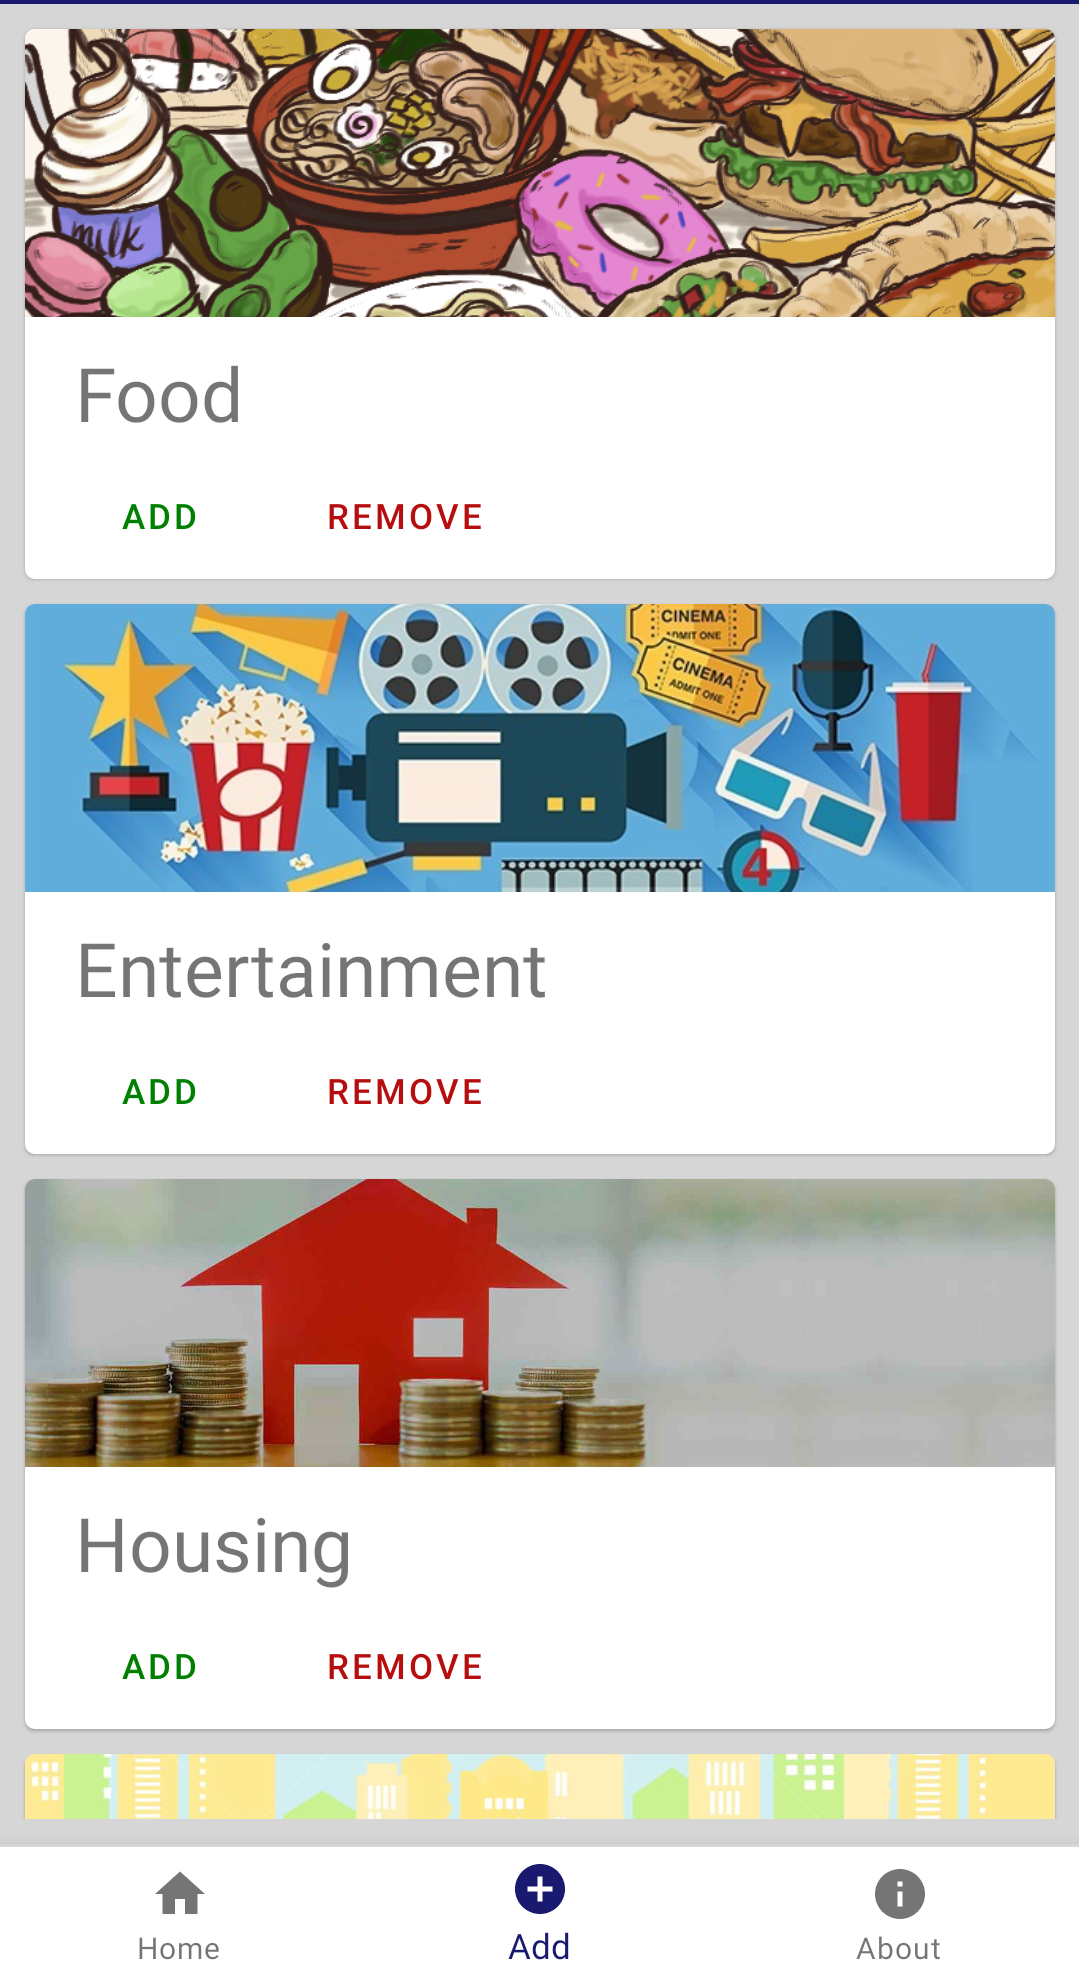 milk
Food
ADD REMOVE
CINEMA
ADMIT ONE
CINEMA
ADMIT ONE
4
Entertainment
ADD REMOVE
Housing
ADD REMOVE
Home Add About